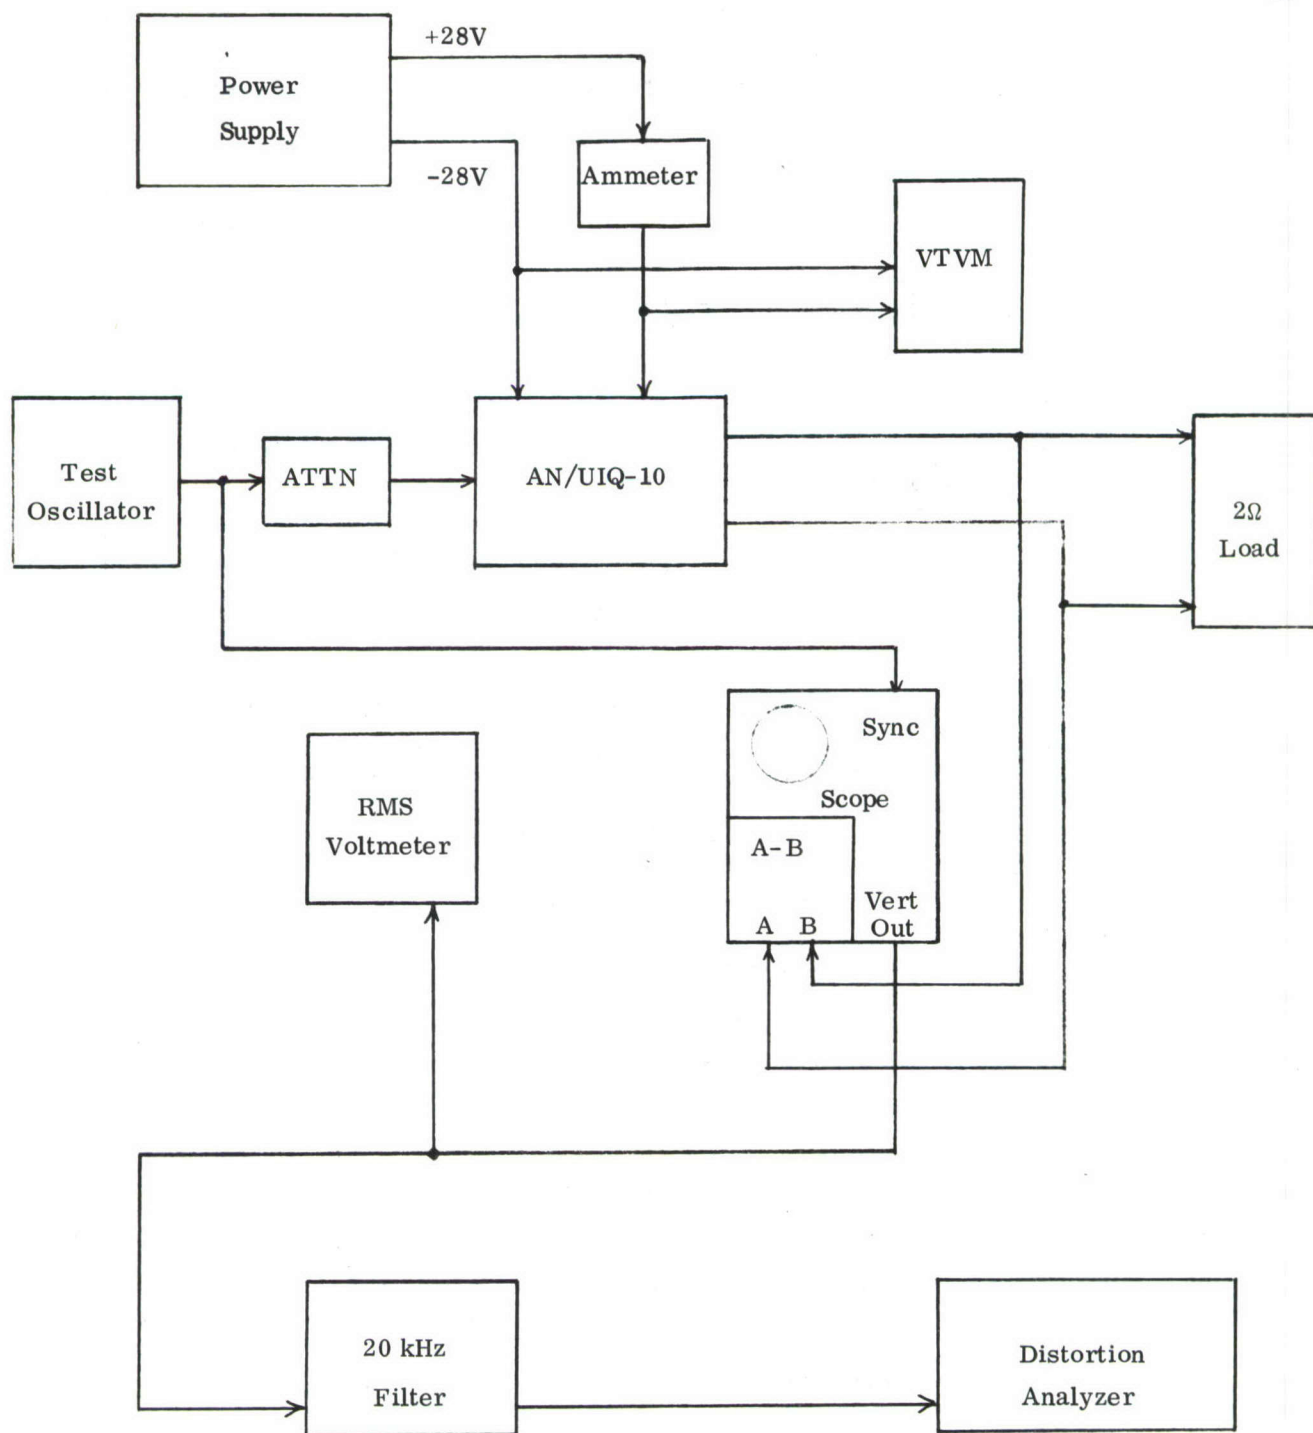 +28V
Power
Supply
-28V
Ammeter
VTVM
Test
Oscillator
ATTN
AN/UIQ-10
2Ω
Load
Sync
Scope
A-B
Vert
Out
A B
RMS
Voltmeter
20 kHz
Filter
Distortion
Analyzer